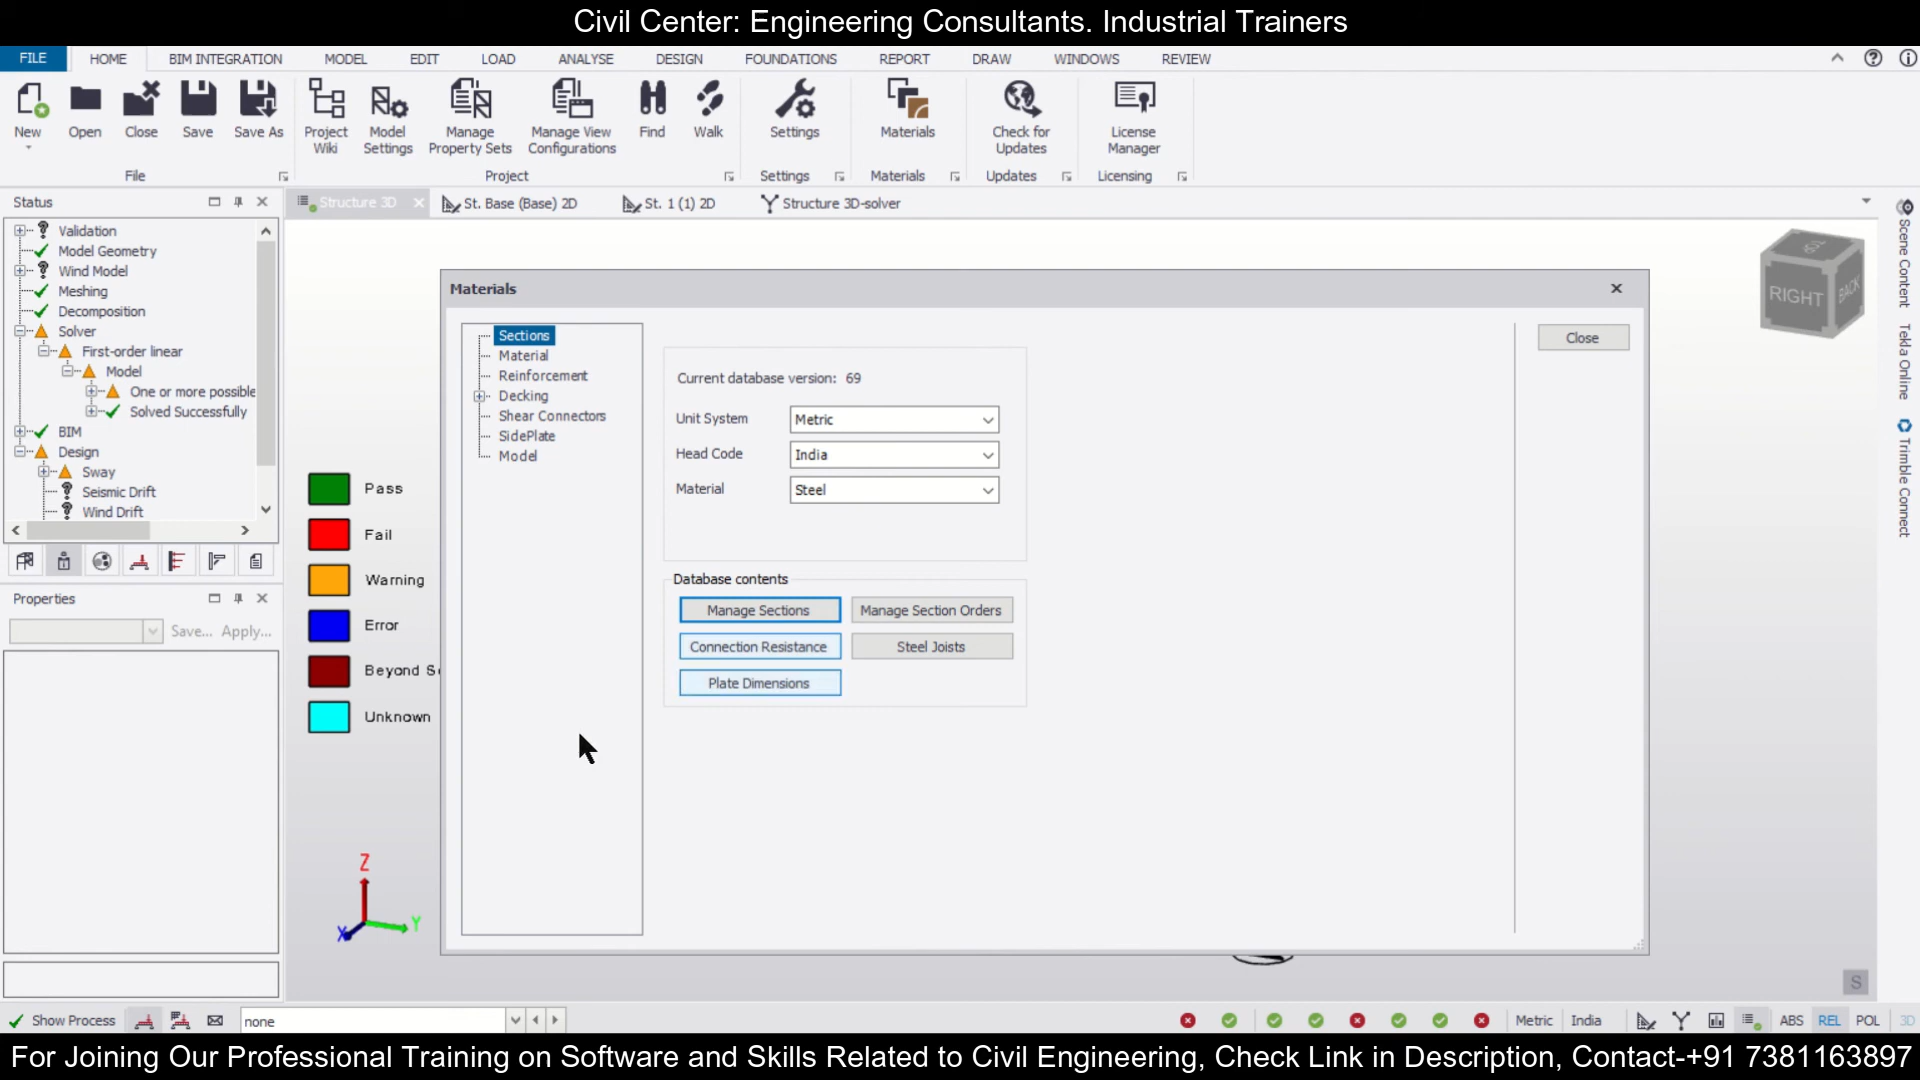 Civil Center: Engineering Consultants. Industrial Trainers
FILE HOME BIM INTEGRATION MODEL EDIT LOAD ANALYSE DESIGN FOUNDATIONS REPORT DRAW WINDOWS REVIEW
New Open Close Save Save As Project Wiki Model Settings Manage Property Sets Manage View Configurations Find Walk Settings Materials Check for Updates License Manager
File Project Settings Materials Updates Licensing
Status
Structure 3D St. Base (Base) 2D St. 1 (1) 2D Structure 3D-solver
Validation
Model Geometry
Wind Model
Meshing
Decomposition
Solver
First-order linear
Model
One or more possible
Solved Successfully
BIM
Design
Sway
Seismic Drift
Wind Drift
Properties
Save... Apply...
Pass
Fail
Warning
Error
Beyond S
Unknown
Z
Y
X
Materials
Sections
Material
Reinforcement
Decking
Shear Connectors
SidePlate
Model
Current database version: 69
Unit System Metric
Head Code India
Material Steel
Database contents
Manage Sections Manage Section Orders
Connection Resistance Steel Joists
Plate Dimensions
Close
TOP
RIGHT
BACK
Scene Content
Tekla Online
Trimble Connect
S
Show Process none Metric India ABS REL POL 3D
For Joining Our Professional Training on Software and Skills Related to Civil Engineering, Check Link in Description, Contact-+91 7381163897